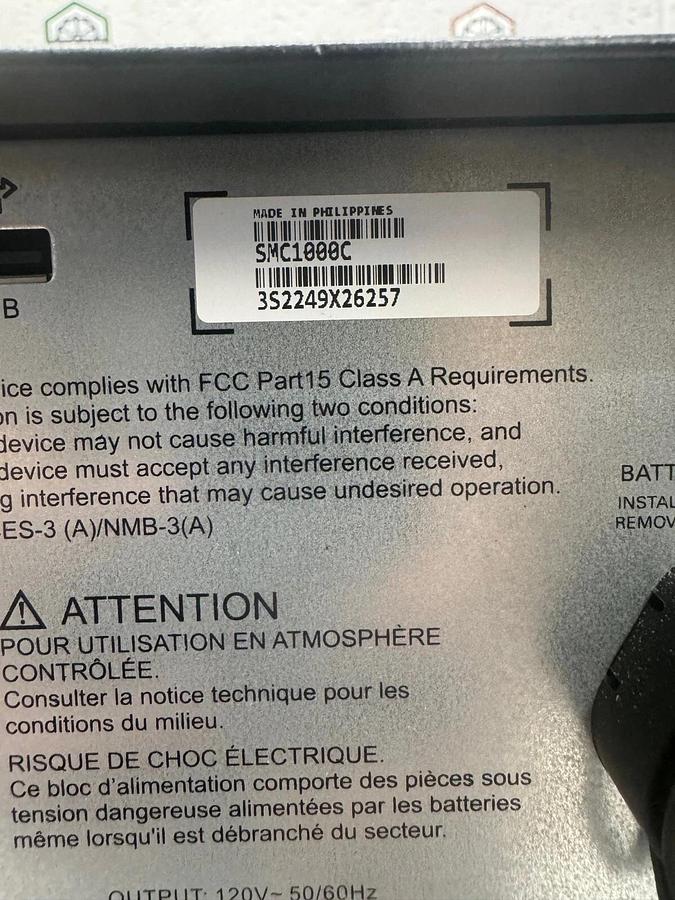 MADE IN PHILIPPINES
SMC1000C
3S2249X26257
B
ice complies with FCC Part15 Class A Requirements.
on is subject to the following two conditions:
device may not cause harmful interference, and
device must accept any interference received,
g interference that may cause undesired operation.
ES-3 (A)/NMB-3(A)
BATT
INSTAL
REMOV
ATTENTION
POUR UTILISATION EN ATMOSPHÈRE
CONTRÔLÉE.
Consulter la notice technique pour les
conditions du milieu.
RISQUE DE CHOC ÉLECTRIQUE.
Ce bloc d'alimentation comporte des pièces sous
tension dangereuse alimentées par les batteries
même lorsqu'il est débranché du secteur.
OUTPUT: 120V~ 50/60Hz